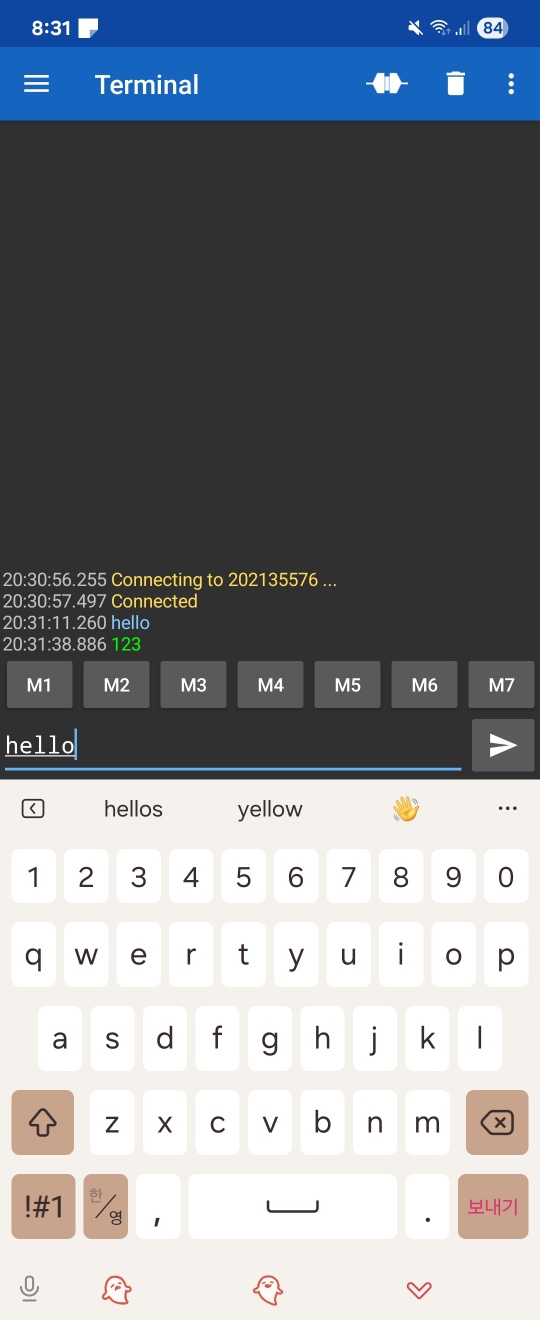 8:31
84
Terminal
20:30:56.255 Connecting to 202135576 ...
20:30:57.497 Connected
20:31:11.260 hello
20:31:38.886 123
M1 M2 M3 M4 M5 M6 M7
hello
hellos yellow 👋 ...
1 2 3 4 5 6 7 8 9 0
q w e r t y u i o p
a s d f g h j k l
z x c v b n m
!#1 한/영 , . 보내기